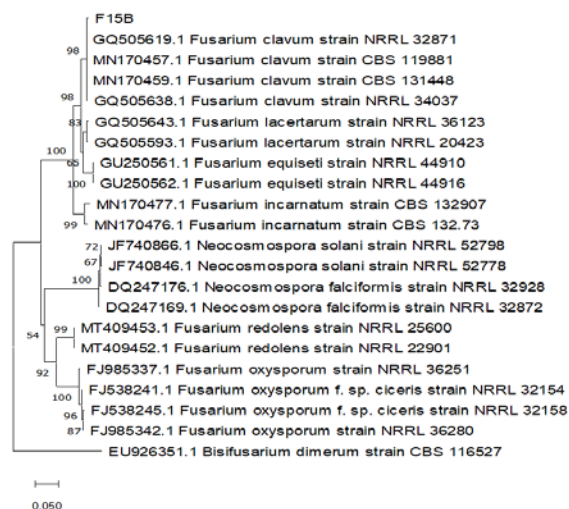 F15B
GQ505619.1 Fusarium clavum strain NRRL 32871
98
MN170457.1 Fusarium clavum strain CBS 119881
MN170459.1 Fusarium clavum strain CBS 131448
98
GQ505638.1 Fusarium clavum strain NRRL 34037
83
GQ505643.1 Fusarium lacertarum strain NRRL 36123
GQ505593.1 Fusarium lacertarum strain NRRL 20423
100
65
GU250561.1 Fusarium equiseti strain NRRL 44910
100
GU250562.1 Fusarium equiseti strain NRRL 44916
MN170477.1 Fusarium incarnatum strain CBS 132907
99
MN170476.1 Fusarium incarnatum strain CBS 132.73
72
JF740866.1 Neocosmospora solani strain NRRL 52798
67
JF740846.1 Neocosmospora solani strain NRRL 52778
100
DQ247176.1 Neocosmospora falciformis strain NRRL 32928
DQ247169.1 Neocosmospora falciformis strain NRRL 32872
54
99
MT409453.1 Fusarium redolens strain NRRL 25600
MT409452.1 Fusarium redolens strain NRRL 22901
92
FJ985337.1 Fusarium oxysporum strain NRRL 36251
100
FJ538241.1 Fusarium oxysporum f. sp. ciceris strain NRRL 32154
96
FJ538245.1 Fusarium oxysporum f. sp. ciceris strain NRRL 32158
87
FJ985342.1 Fusarium oxysporum strain NRRL 36280
EU926351.1 Bisifusarium dimerum strain CBS 116527
0.050